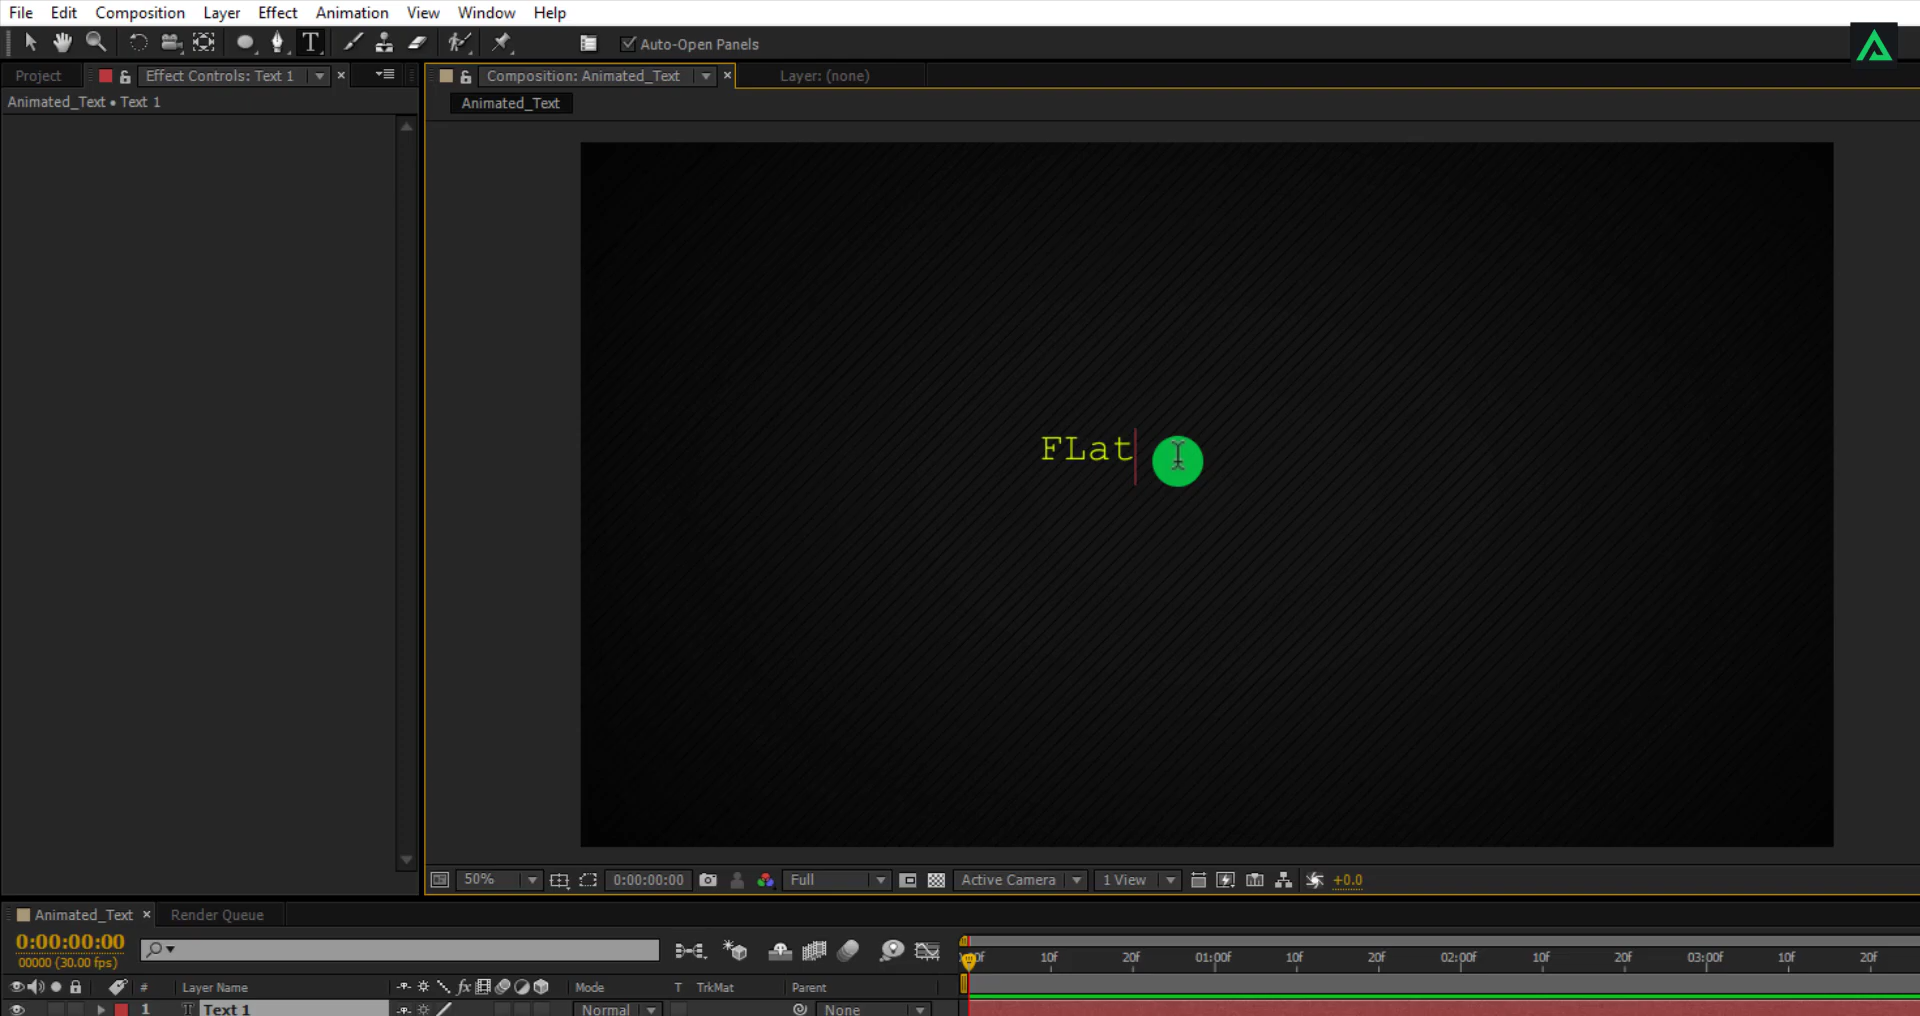 File Edit Composition Layer Effect Animation View Window Help
T Auto-Open Panels
Project Effect Controls: Text 1 × Composition: Animated_Text × Layer: (none)
Animated_Text • Text 1
Animated_Text
FLat
50% 0:00:00:00 Full Active Camera 1 View +0.0
Animated_Text × Render Queue
0:00:00:00
00000 (30.00 fps)
10f 20f 01:00f 10f 20f 02:00f 10f 20f 03:00f 20f
# Layer Name fx Mode T TrkMat Parent
1 T Text 1 Normal None